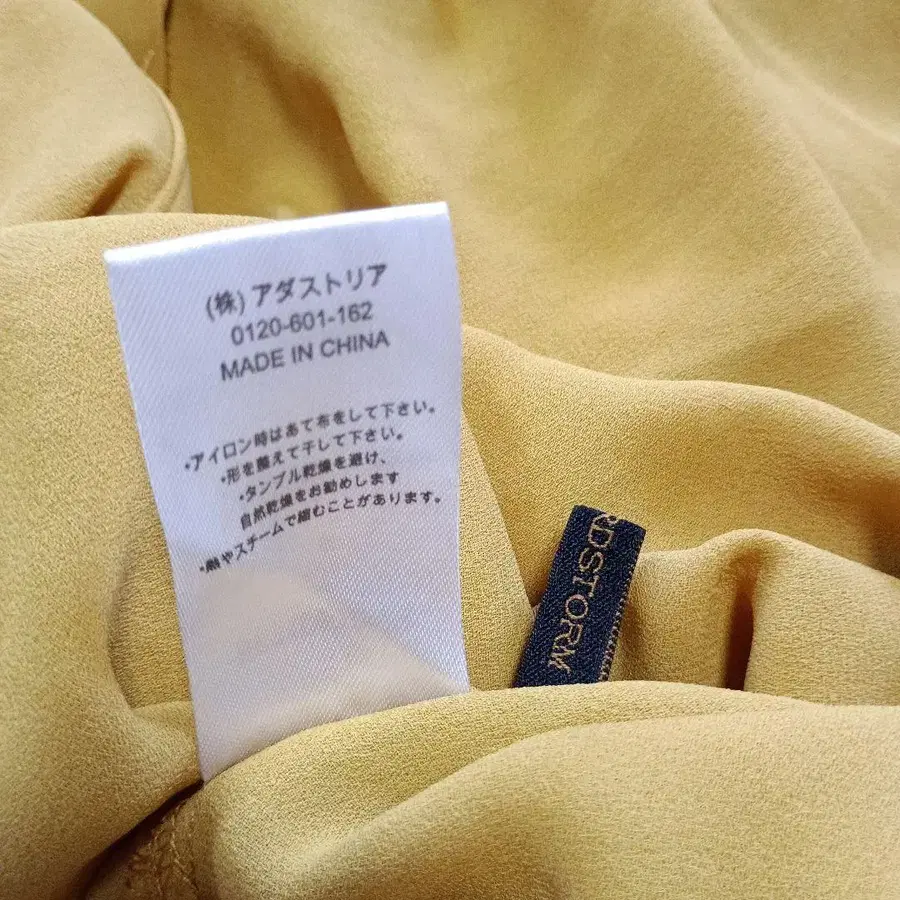 (株)アダストリア
0120-601-162
MADE IN CHINA
・アイロン時はあて布をして下さい。
・形を整えて干して下さい。
・タンブル乾燥を避け、
自然乾燥をお勧めします
・熱やスチームで縮むことがあります。
RDSTORM